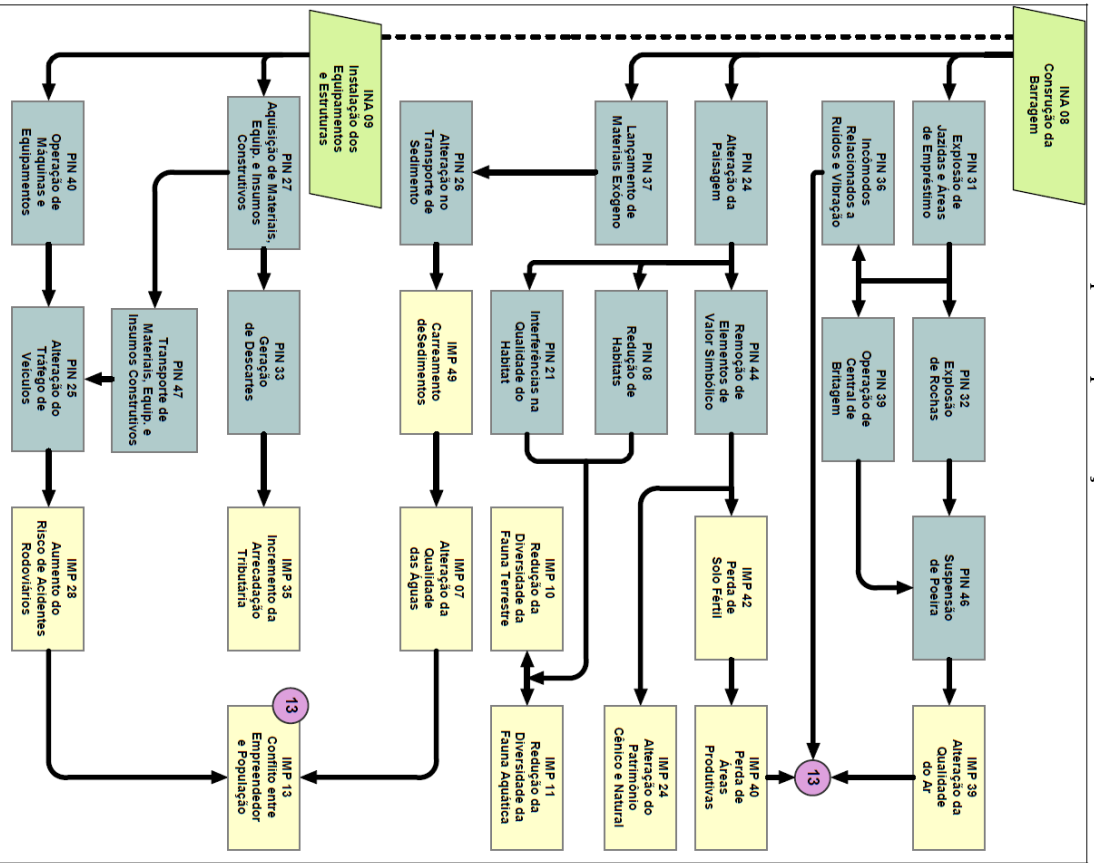 INA 08
Consrução da
Barragem
PIN 31
Explosão de
Jazidas e Áreas
de Empréstimo
PIN 32
Explosão
de Rochas
PIN 46
Suspensão
de Poeira
IMP 39
Alteração da
Qualidade
do Ar
PIN 36
Incômodos
Relacionados a
Ruídos e Vibração
PIN 39
Operação de
Central de
Britagem
13
PIN 24
Alteração da
Paisagem
PIN 44
Remoção de
Elementos de
Valor Simbólico
IMP 42
Perda de
Solo Fértil
IMP 40
Perda de
Áreas
Produtivas
PIN 37
Lançamento de
Materiais Exógeno
PIN 08
Redução de
Habitats
IMP 24
Alteração do
Patrimônio
Cênico e Natural
PIN 21
Interferências na
Qualidade do
Habitat
IMP 10
Redução da
Diversidade da
Fauna Terrestre
IMP 11
Redução da
Diversidade da
Fauna Aquática
PIN 26
Alteração no
Transporte de
Sedimento
IMP 49
Carreamento
deSedimentos
IMP 07
Alteração da
Qualidade
das Águas
INA 09
Instalação dos
Equipamentos
e Estruturas
PIN 27
Aquisição de Materiais,
Equip. e Insumos
Construtivos
PIN 33
Geração
de Descartes
IMP 35
Incremento da
Arrecadação
Tributária
13
IMP 13
Conflito entre
Empreendedor
e População
PIN 47
Transporte de
Materiais, Equip. e
Insumos Construtivos
PIN 40
Operação de
Máquinas e
Equipamentos
PIN 25
Alteração do
Tráfego de
Veículos
IMP 28
Aumento do
Risco de Acidentes
Rodoviários